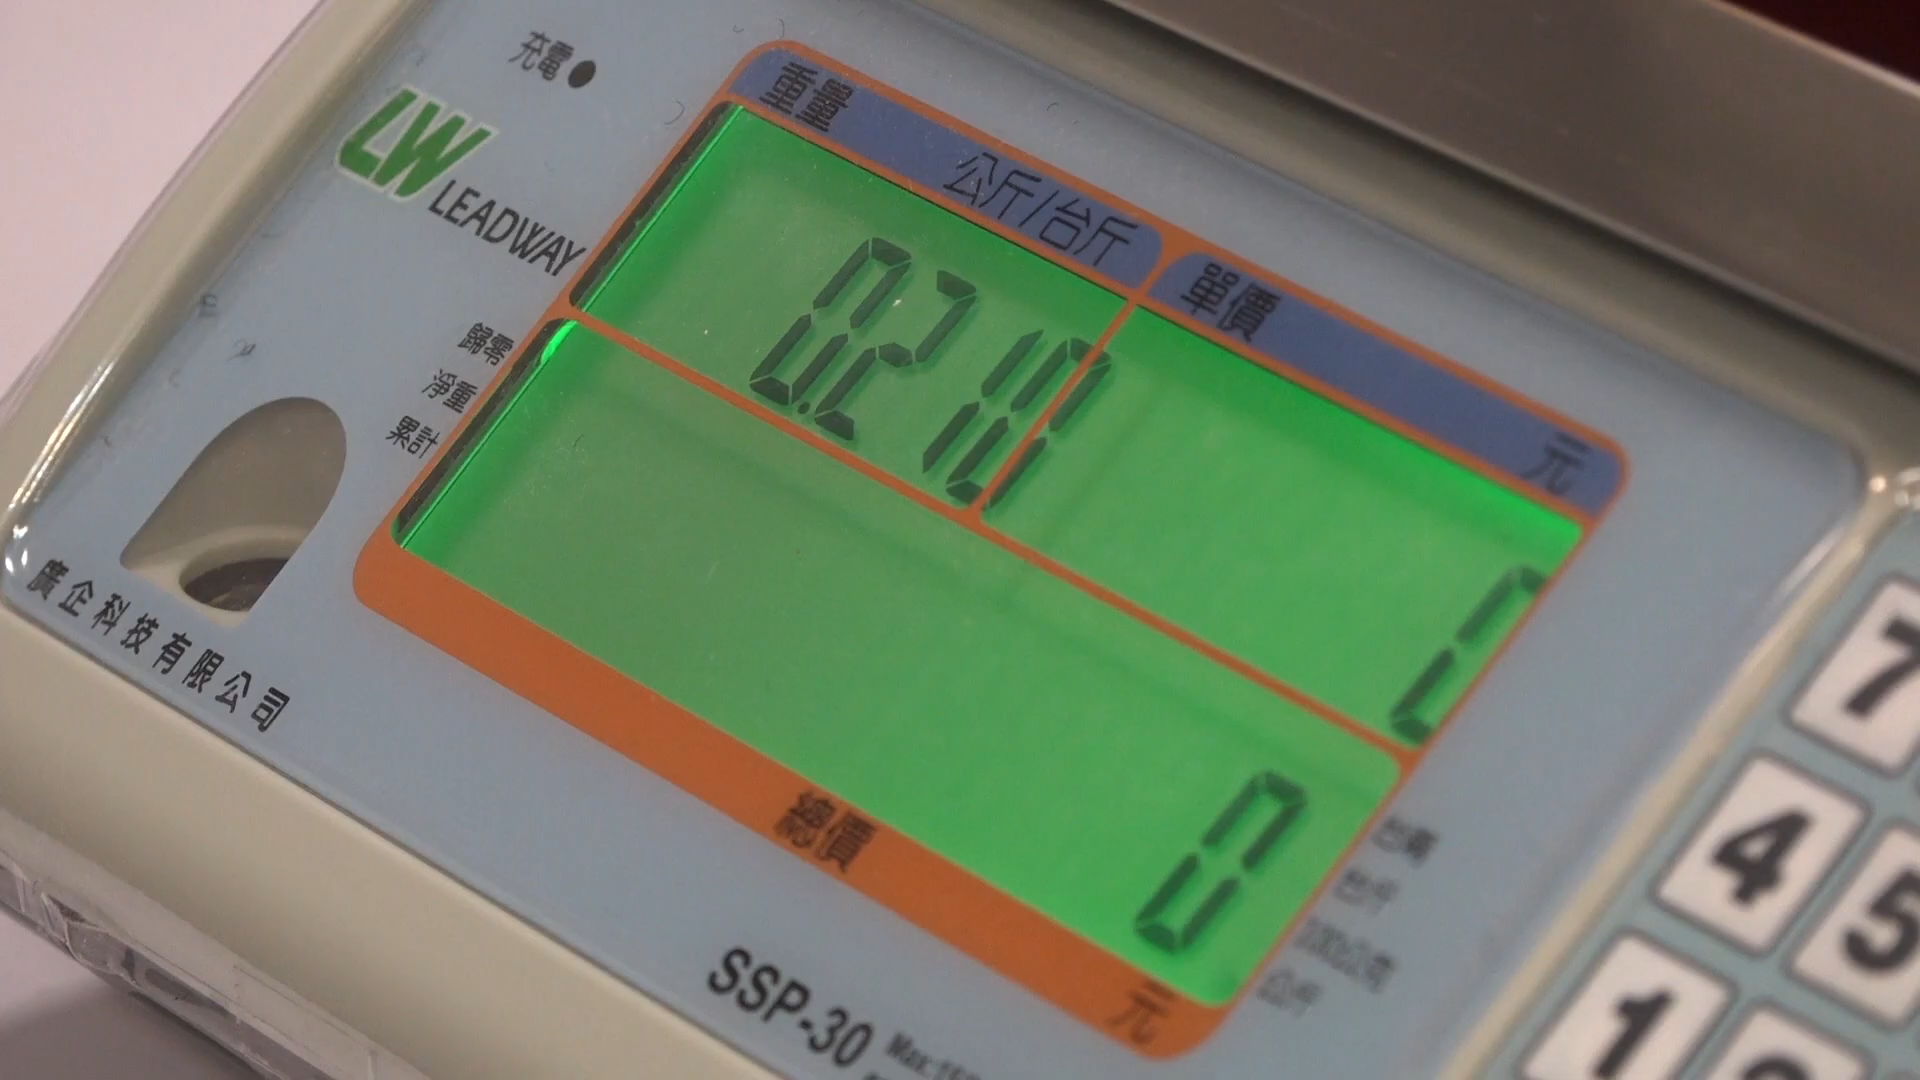 充電
LW LEADWAY
重量
公斤/台斤
單價
元
0.210
0
歸零
淨重
累計
0
總價
元
廣企科技有限公司
SSP-30
7
4
5
1